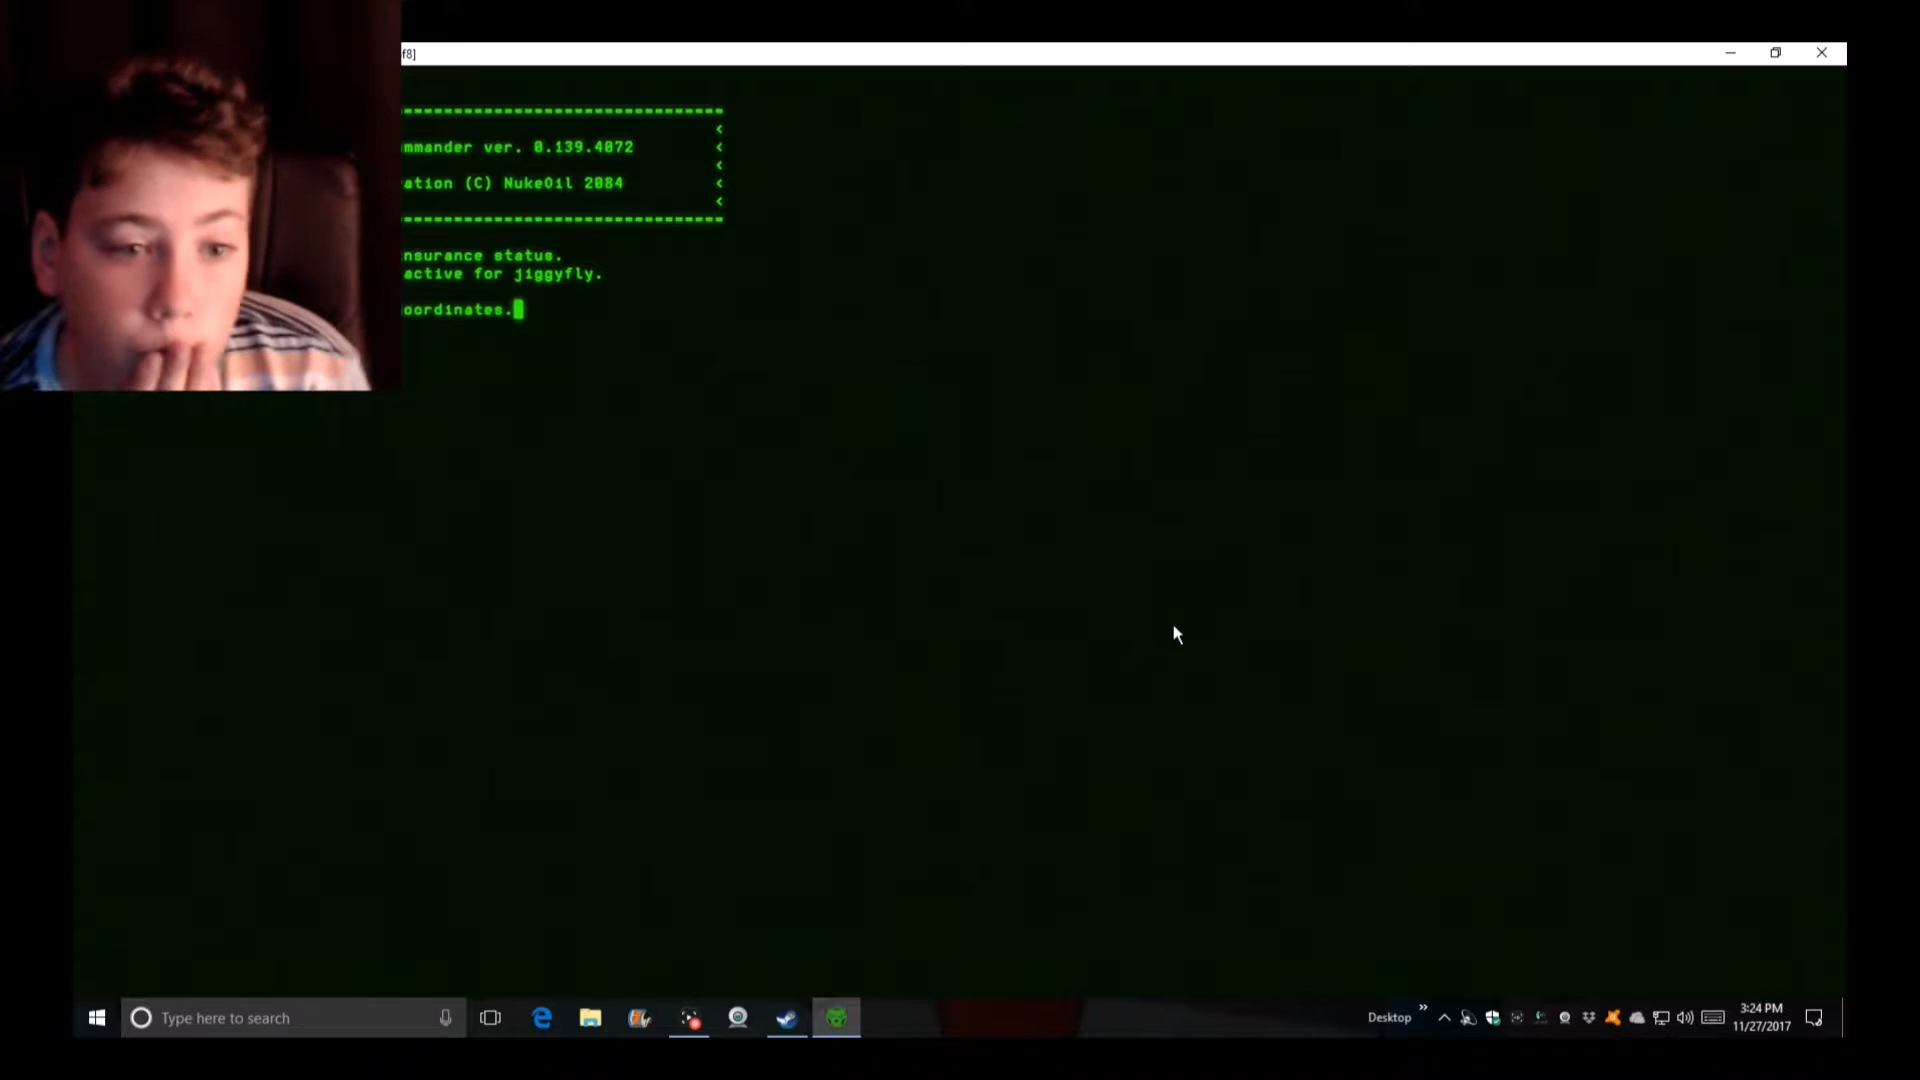 f8]
mmander ver. 0.139.4072
ation (C) NukeOil 2084
nsurance status.
active for jiggyfly.
oordinates.
Type here to search
Desktop
3:24 PM
11/27/2017